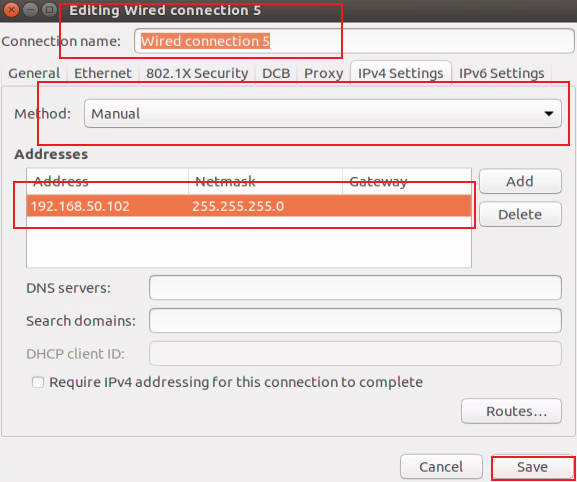 Editing Wired connection 5
Connection name: Wired connection 5
General Ethernet 802.1X Security DCB Proxy IPv4 Settings IPv6 Settings
Method: Manual
Addresses
Address Netmask Gateway
Add
192.168.50.102 255.255.255.0
Delete
DNS servers:
Search domains:
DHCP client ID:
Require IPv4 addressing for this connection to complete
Routes...
Cancel Save